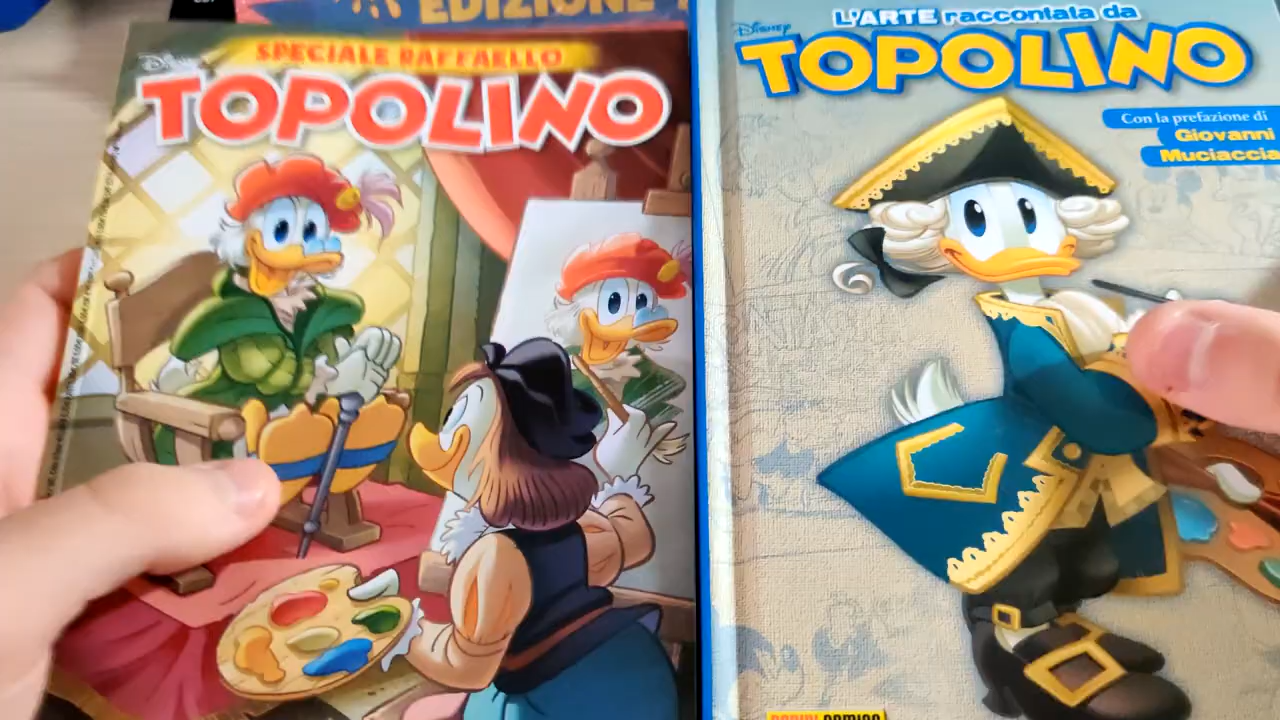 EDIZIONE
SPECIALE RAFFAELLO
DISNEY
TOPOLINO
L'ARTE raccontata da
DISNEY
TOPOLINO
Con la prefazione di
Giovanni
Muciaccia
PANINI COMICS